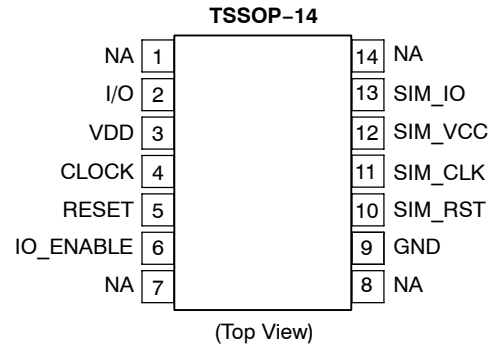 TSSOP–14
NA 1 14 NA
I/O 2 13 SIM_IO
VDD 3 12 SIM_VCC
CLOCK 4 11 SIM_CLK
RESET 5 10 SIM_RST
IO_ENABLE 6 9 GND
NA 7 8 NA
(Top View)